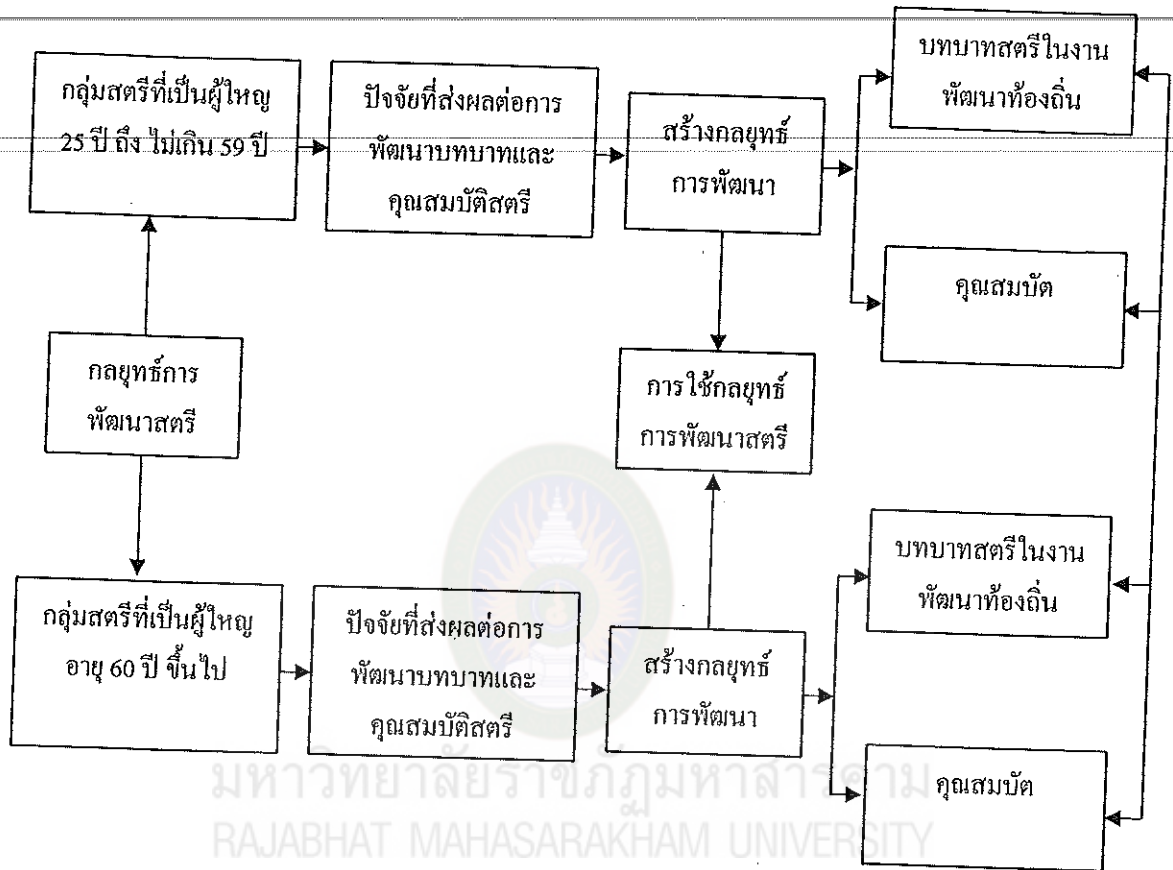 กลุ่มสตรีที่เป็นผู้ใหญ่
25 ปี ถึง ไม่เกิน 59 ปี
ปัจจัยที่ส่งผลต่อการ
พัฒนาบทบาทและ
คุณสมบัติสตรี
สร้างกลยุทธ์
การพัฒนา
บทบาทสตรีในงาน
พัฒนาท้องถิ่น
คุณสมบัต
กลยุทธ์การ
พัฒนาสตรี
การใช้กลยุทธ์
การพัฒนาสตรี
กลุ่มสตรีที่เป็นผู้ใหญ่
อายุ 60 ปี ขึ้นไป
ปัจจัยที่ส่งผลต่อการ
พัฒนาบทบาทและ
คุณสมบัติสตรี
สร้างกลยุทธ์
การพัฒนา
บทบาทสตรีในงาน
พัฒนาท้องถิ่น
คุณสมบัต
มหาวิทยาลัยราชภัฏมหาสารคาม
RAJABHAT MAHASARAKHAM UNIVERSITY